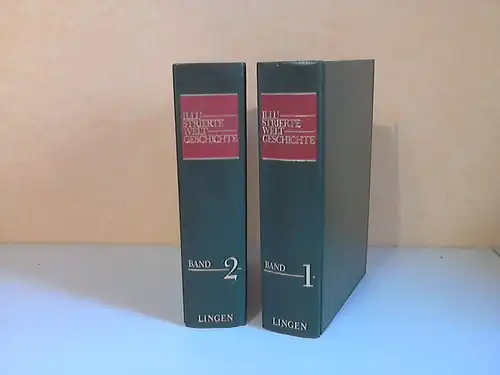 ILLU
STRIERTE
WELT
GESCHICHTE
BAND
2
LINGEN
ILLU
STRIERTE
WELT
GESCHICHTE
BAND
1
LINGEN